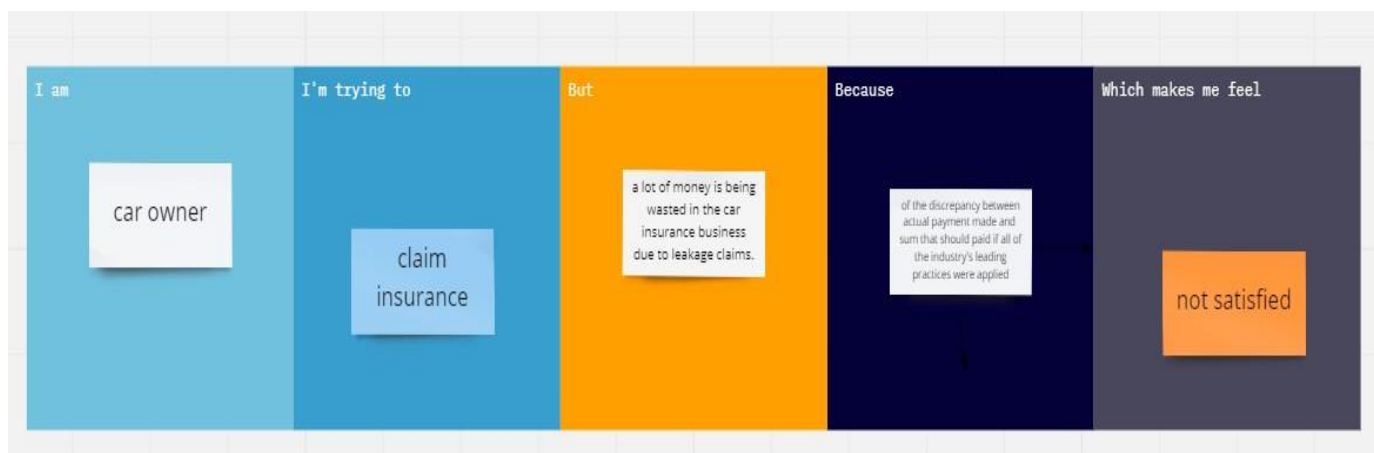 I am
car owner
I'm trying to
claim
insurance
But
a lot of money is being
wasted in the car
insurance business
due to leakage claims.
Because
of the discrepancy between
actual payment made and
sum that should paid if all of
the industry's leading
practices were applied
Which makes me feel
not satisfied